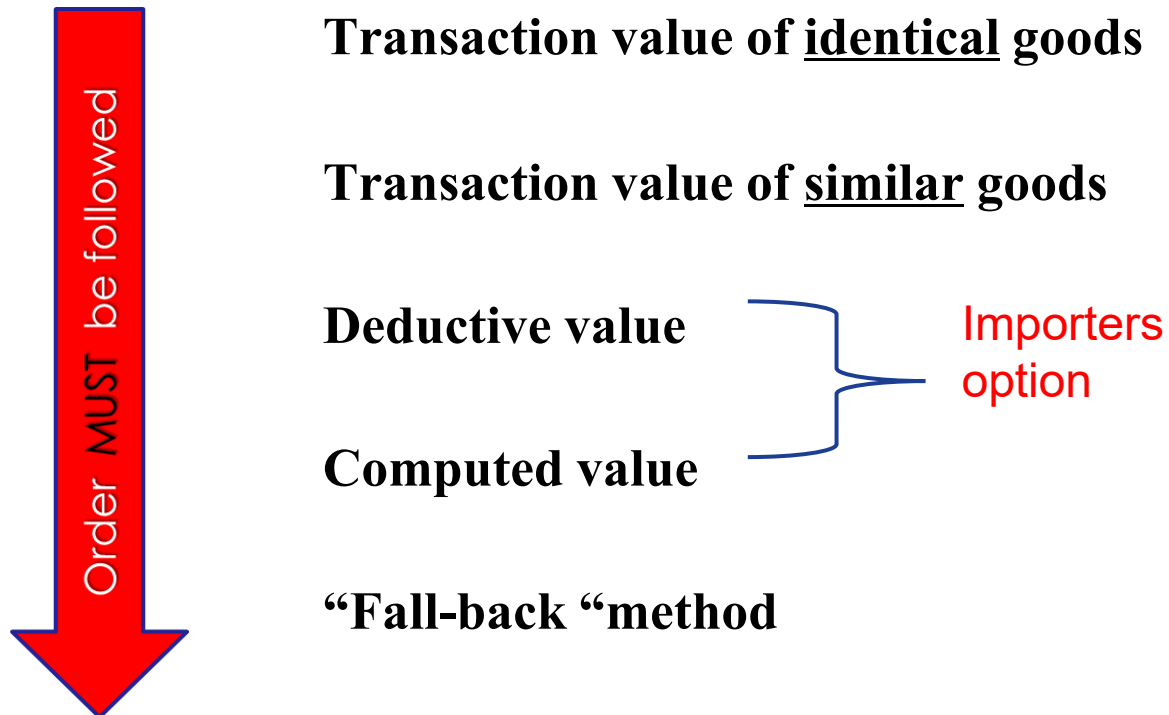 Order MUST be followed
Transaction value of identical goods
Transaction value of similar goods
Deductive value
Importers
option
Computed value
“Fall-back “method